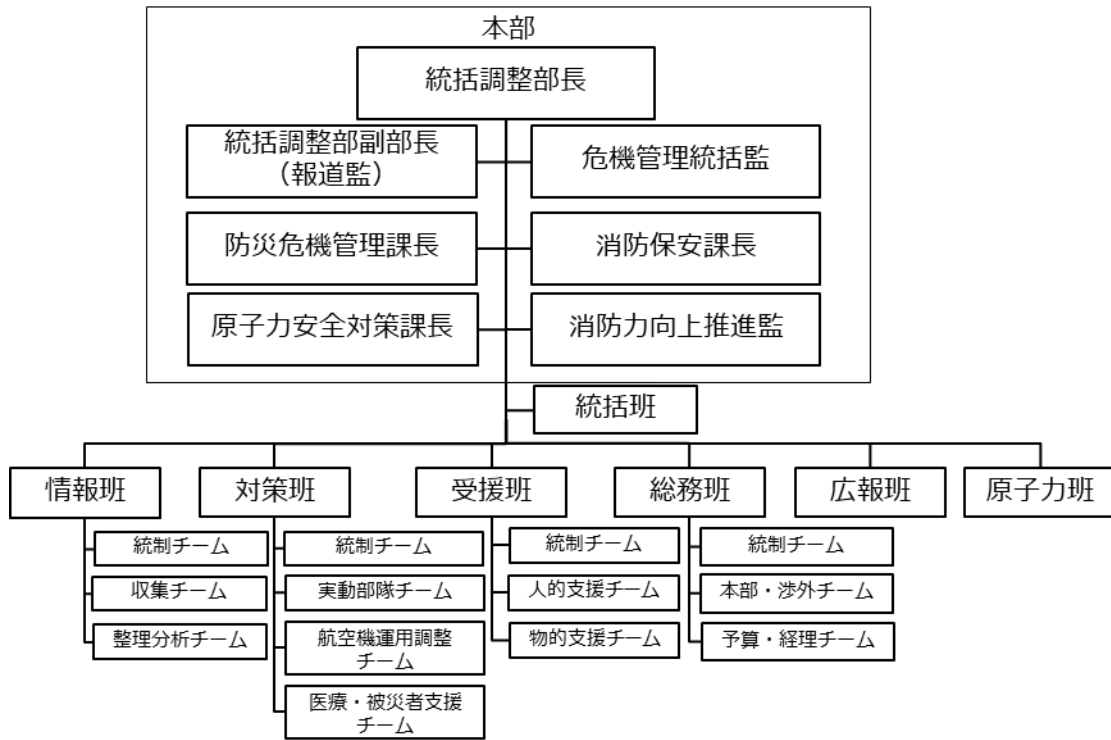 本部
統括調整部長
統括調整部副部長
（報道監）
危機管理統括監
防災危機管理課長
消防保安課長
原子力安全対策課長
消防力向上推進監
統括班
情報班
対策班
受援班
総務班
広報班
原子力班
統制チーム
収集チーム
整理分析チーム
統制チーム
実動部隊チーム
航空機運用調整
チーム
医療・被災者支援
チーム
統制チーム
人的支援チーム
物的支援チーム
統制チーム
本部・渉外チーム
予算・経理チーム